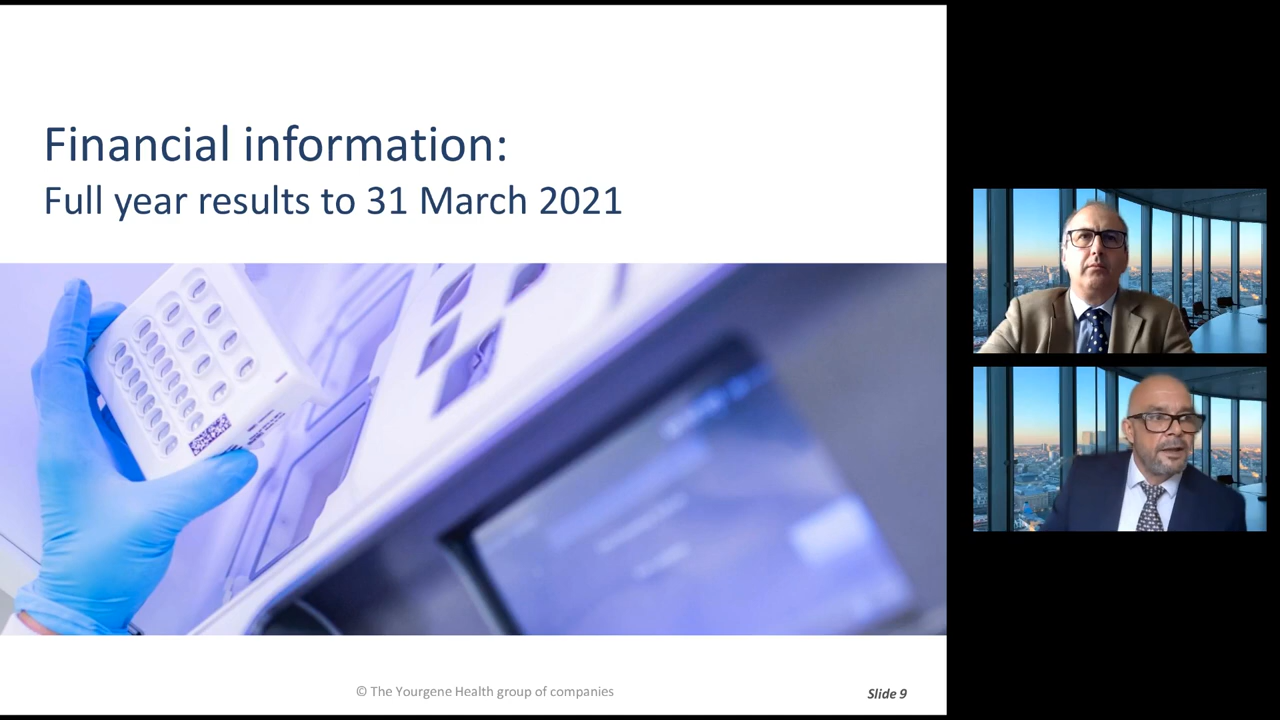 Financial information:
Full year results to 31 March 2021
© The Yourgene Health group of companies
Slide 9